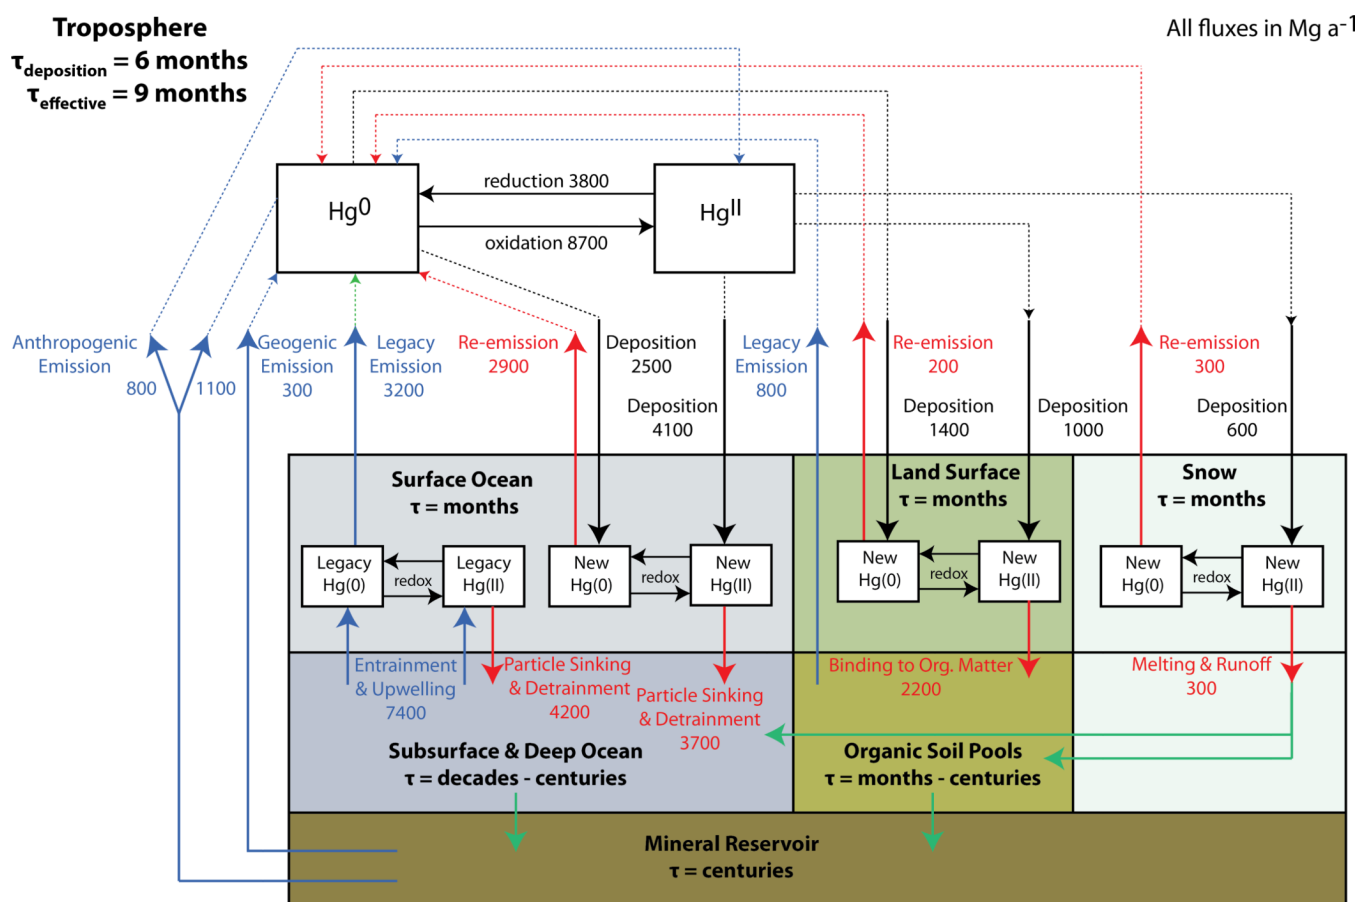 Troposphere
τdeposition = 6 months
τeffective = 9 months
All fluxes in Mg a-1
Hg0
reduction 3800
oxidation 8700
HgII
Anthropogenic
Emission
800
1100
Geogenic
Emission
300
Legacy
Emission
3200
Re-emission
2900
Deposition
2500
Deposition
4100
Legacy
Emission
800
Re-emission
200
Deposition
1400
Deposition
1000
Re-emission
300
Deposition
600
Surface Ocean
τ = months
Land Surface
τ = months
Snow
τ = months
Legacy
Hg(0)
redox
Legacy
Hg(II)
New
Hg(0)
redox
New
Hg(II)
New
Hg(0)
redox
New
Hg(II)
New
Hg(0)
redox
New
Hg(II)
Entrainment
& Upwelling
7400
Particle Sinking
& Detrainment
4200
Particle Sinking
& Detrainment
3700
Binding to Org. Matter
2200
Melting & Runoff
300
Subsurface & Deep Ocean
τ = decades - centuries
Organic Soil Pools
τ = months - centuries
Mineral Reservoir
τ = centuries